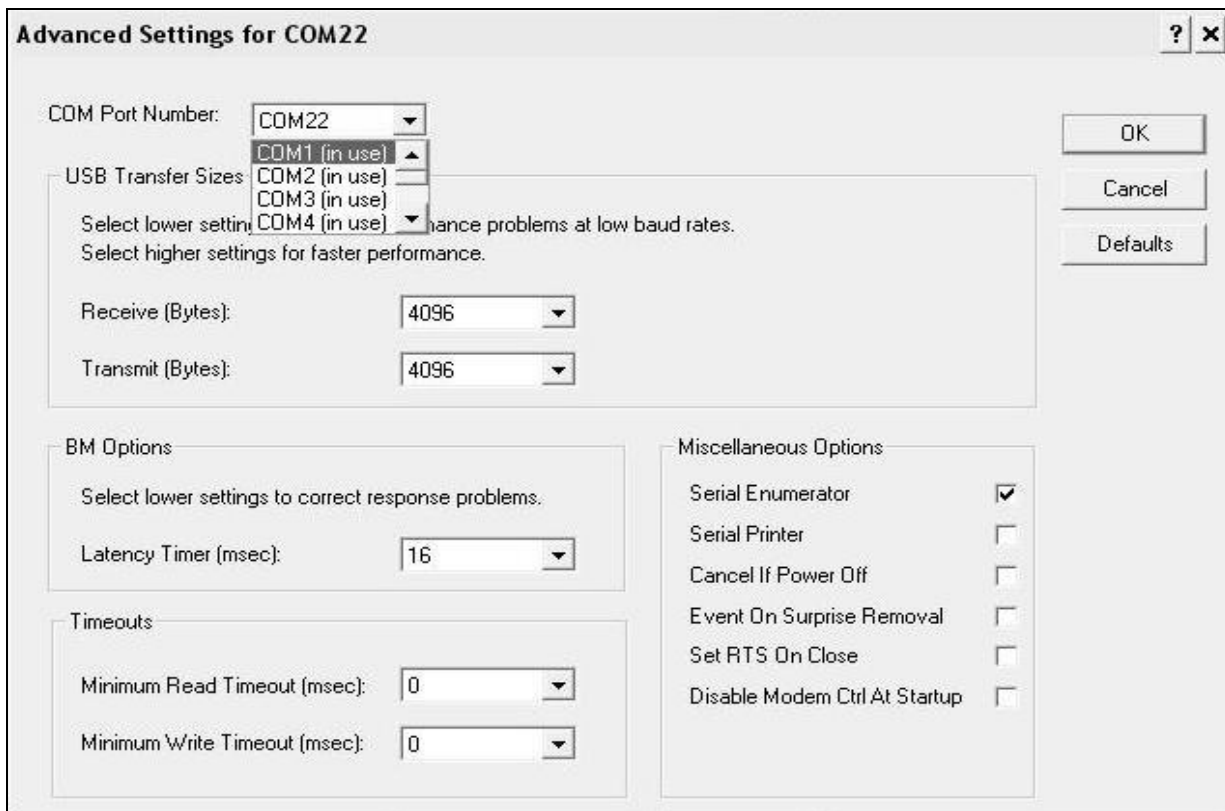 Advanced Settings for COM22
? ×
COM Port Number:
COM22
COM1 (in use)
COM2 (in use)
COM3 (in use)
COM4 (in use)
OK
Cancel
Defaults
USB Transfer Sizes
Select lower settin mance problems at low baud rates.
Select higher settings for faster performance.
Receive (Bytes):
4096
Transmit (Bytes):
4096
BM Options
Select lower settings to correct response problems.
Latency Timer (msec):
16
Timeouts
Minimum Read Timeout (msec):
0
Minimum Write Timeout (msec):
0
Miscellaneous Options
Serial Enumerator
Serial Printer
Cancel If Power Off
Event On Surprise Removal
Set RTS On Close
Disable Modem Ctrl At Startup